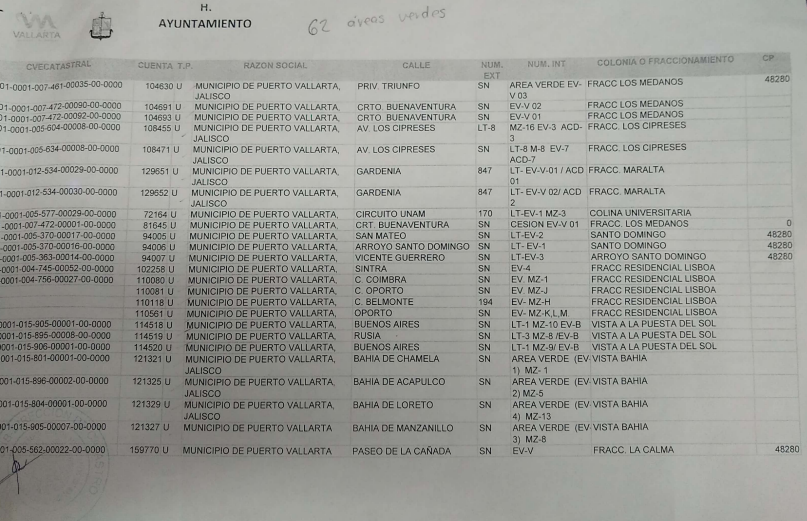 VALLARTA
H.
AYUNTAMIENTO
62 áreas verdes
CVECATASTRAL CUENTA T.P. RAZON SOCIAL CALLE NUM. EXT NUM. INT COLONIA O FRACCIONAMIENTO CP
01-0001-007-461-00035-00-0000 104630 U MUNICIPIO DE PUERTO VALLARTA, JALISCO PRIV. TRIUNFO SN AREA VERDE EV-V 03 FRACC LOS MEDANOS 48280
01-0001-007-472-00090-00-0000 104691 U MUNICIPIO DE PUERTO VALLARTA, CRTO. BUENAVENTURA SN EV-V 02 FRACC LOS MEDANOS
01-0001-007-472-00092-00-0000 104693 U MUNICIPIO DE PUERTO VALLARTA, CRTO. BUENAVENTURA SN EV-V 01 FRACC LOS MEDANOS
01-0001-005-604-00008-00-0000 108455 U MUNICIPIO DE PUERTO VALLARTA, JALISCO AV. LOS CIPRESES LT-8 MZ-16 EV-3 ACD-3 FRACC. LOS CIPRESES
1-0001-005-634-00008-00-0000 108471 U MUNICIPIO DE PUERTO VALLARTA, JALISCO AV. LOS CIPRESES SN LT-8 M-8 EV-7 ACD-7 FRACC. LOS CIPRESES
1-0001-012-534-00029-00-0000 129651 U MUNICIPIO DE PUERTO VALLARTA, JALISCO GARDENIA 847 LT- EV-V-01 / ACD 01 FRACC. MARALTA
1-0001-012-534-00030-00-0000 129652 U MUNICIPIO DE PUERTO VALLARTA, JALISCO GARDENIA 847 LT- EV-V 02/ ACD 2 FRACC. MARALTA
-0001-005-577-00029-00-0000 72164 U MUNICIPIO DE PUERTO VALLARTA, CIRCUITO UNAM 170 LT-EV-1 MZ-3 COLINA UNIVERSITARIA
-0001-007-472-00001-00-0000 81645 U MUNICIPIO DE PUERTO VALLARTA, CRT. BUENAVENTURA SN CESION EV-V 01 FRACC. LOS MEDANOS 0
-0001-005-370-00017-00-0000 94005 U MUNICIPIO DE PUERTO VALLARTA, SAN MATEO SN LT-EV-2 SANTO DOMINGO 48280
-0001-005-370-00016-00-0000 94006 U MUNICIPIO DE PUERTO VALLARTA, ARROYO SANTO DOMINGO SN LT- EV-1 SANTO DOMINGO 48280
-0001-005-363-00014-00-0000 94007 U MUNICIPIO DE PUERTO VALLARTA, VICENTE GUERRERO SN LT-EV-3 ARROYO SANTO DOMINGO 48280
-0001-004-745-00052-00-0000 102258 U MUNICIPIO DE PUERTO VALLARTA, SINTRA SN EV-4 FRACC RESIDENCIAL LISBOA
-0001-004-756-00027-00-0000 110080 U MUNICIPIO DE PUERTO VALLARTA, C. COIMBRA SN EV. MZ-1 FRACC RESIDENCIAL LISBOA
110081 U MUNICIPIO DE PUERTO VALLARTA, C. OPORTO SN EV. MZ-J FRACC RESIDENCIAL LISBOA
110118 U MUNICIPIO DE PUERTO VALLARTA, C. BELMONTE 194 EV- MZ-H FRACC RESIDENCIAL LISBOA
110561 U MUNICIPIO DE PUERTO VALLARTA, OPORTO SN EV- MZ-K,L,M. FRACC RESIDENCIAL LISBOA
0001-015-905-00001-00-0000 114518 U MUNICIPIO DE PUERTO VALLARTA, BUENOS AIRES SN LT-1 MZ-10 EV-B VISTA A LA PUESTA DEL SOL
0001-015-895-00008-00-0000 114519 U MUNICIPIO DE PUERTO VALLARTA, RUSIA SN LT-3 MZ-8 /EV-B VISTA A LA PUESTA DEL SOL
0001-015-906-00001-00-0000 114520 U MUNICIPIO DE PUERTO VALLARTA, BUENOS AIRES SN LT-1 MZ-9/ EV-B VISTA A LA PUESTA DEL SOL
0001-015-801-00001-00-0000 121321 U MUNICIPIO DE PUERTO VALLARTA, JALISCO BAHIA DE CHAMELA SN AREA VERDE (EV 1) MZ- 1 VISTA BAHIA
001-015-896-00002-00-0000 121325 U MUNICIPIO DE PUERTO VALLARTA, JALISCO BAHIA DE ACAPULCO SN AREA VERDE (EV 2) MZ-5 VISTA BAHIA
001-015-804-00001-00-0000 121329 U MUNICIPIO DE PUERTO VALLARTA, JALISCO BAHIA DE LORETO SN AREA VERDE (EV 4) MZ-13 VISTA BAHIA
001-015-905-00007-00-0000 121327 U MUNICIPIO DE PUERTO VALLARTA BAHIA DE MANZANILLO SN AREA VERDE (EV 3) MZ-8 VISTA BAHIA
01-005-562-00022-00-0000 159770 U MUNICIPIO DE PUERTO VALLARTA PASEO DE LA CAÑADA SN EV-V FRACC. LA CALMA 48280